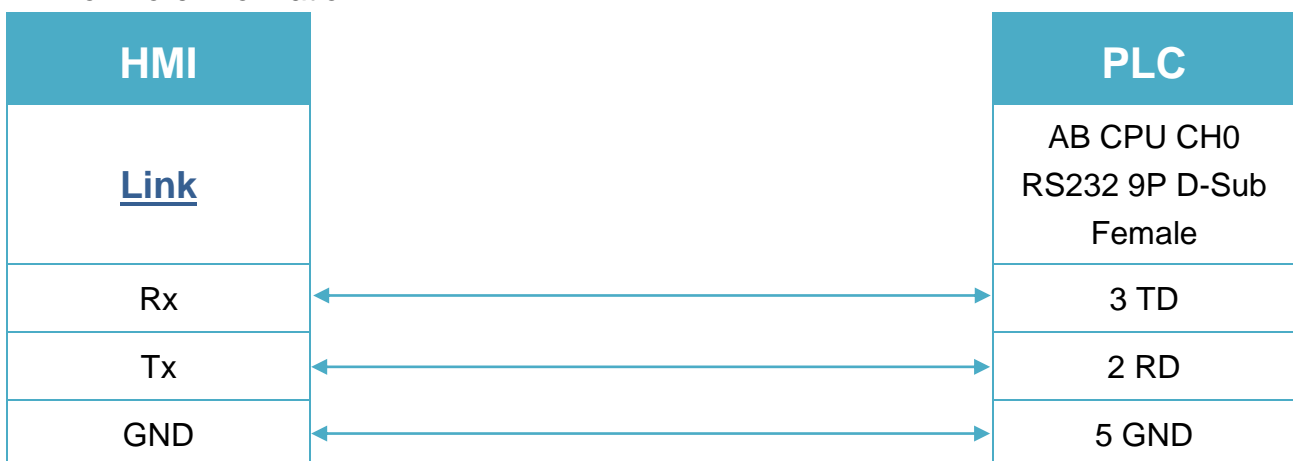 HMI
PLC
Link
AB CPU CH0
RS232 9P D-Sub
Female
Rx
3 TD
Tx
2 RD
GND
5 GND